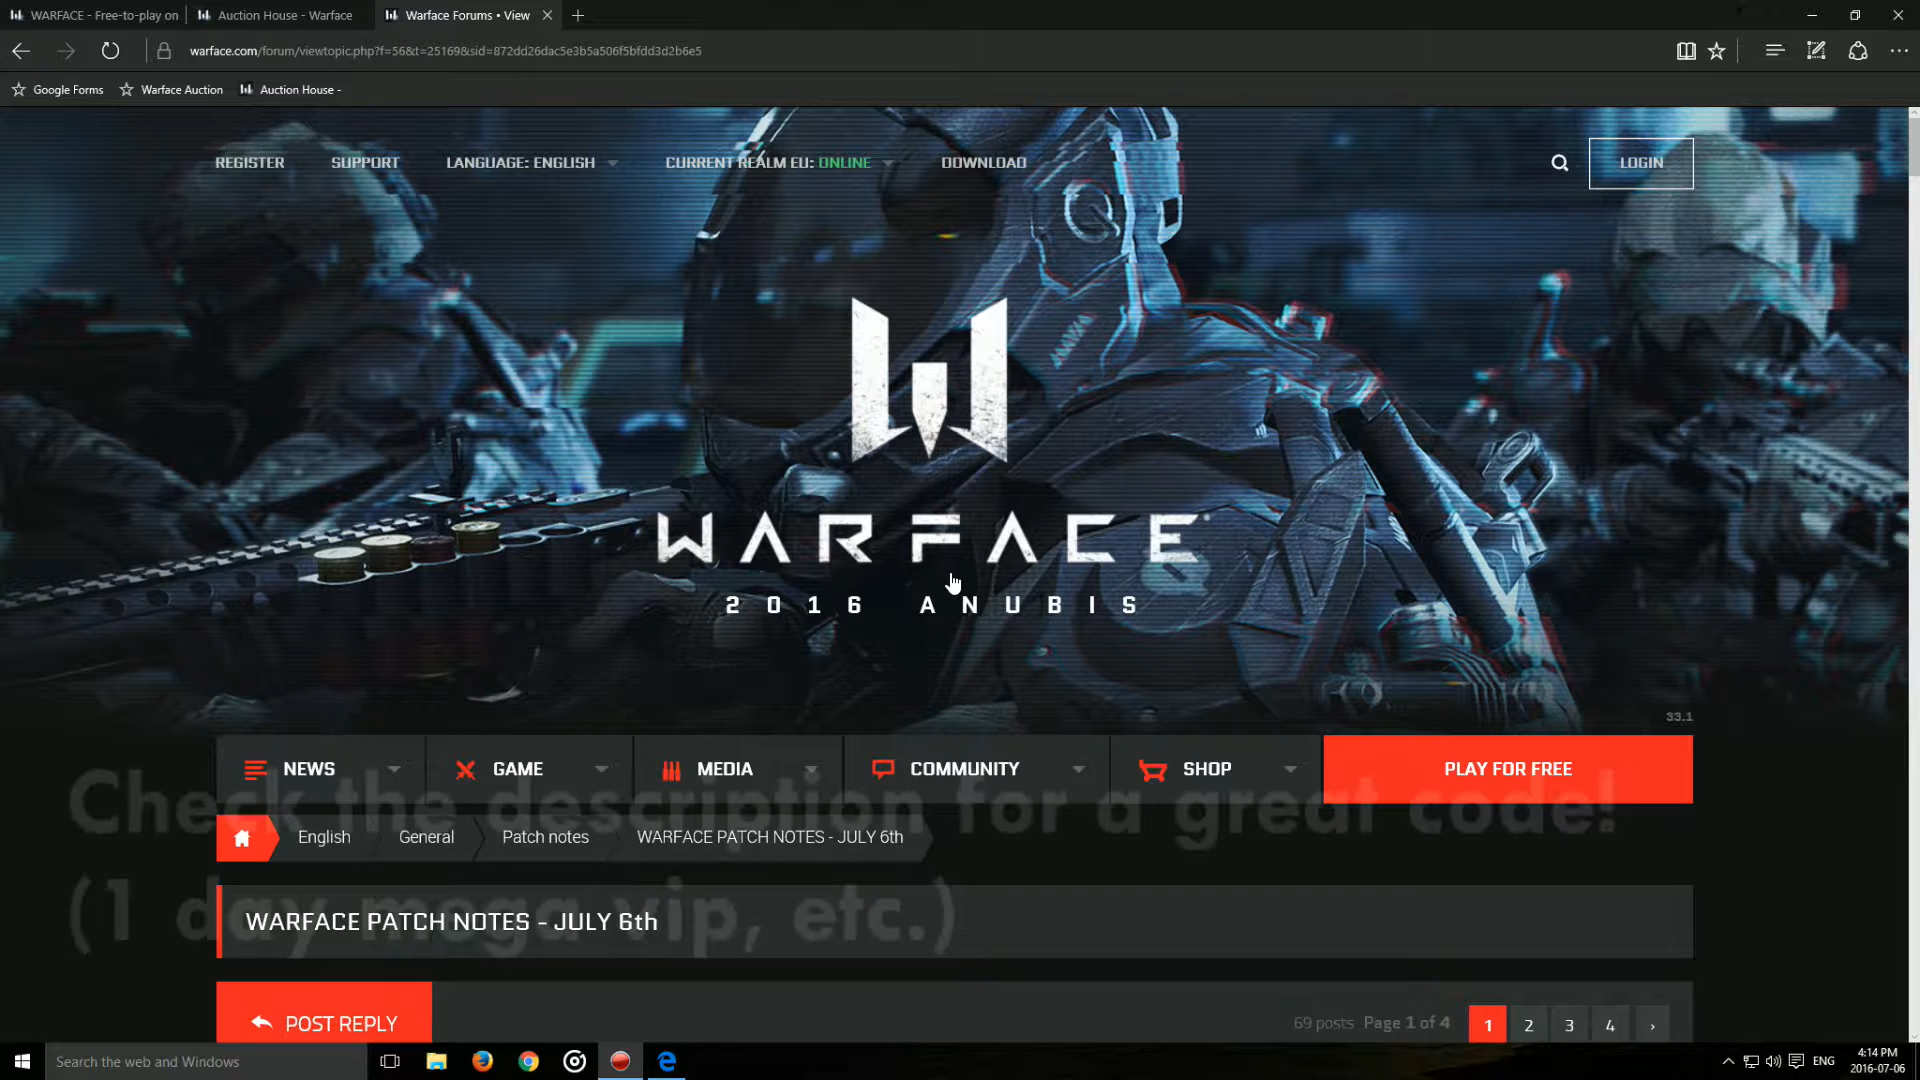 WARFACE - Free-to-play on
Auction House - Warface
Warface Forums • View
warface.com/forum/viewtopic.php?f=56&t=25169&sid=872dd26dac5e3b5a506f5bfdd3d2b6e5
Google Forms
Warface Auction
Auction House -
REGISTER
SUPPORT
LANGUAGE: ENGLISH
CURRENT REALM EU: ONLINE
DOWNLOAD
LOGIN
WARFACE
2016 ANUBIS
33.1
NEWS
GAME
MEDIA
COMMUNITY
SHOP
PLAY FOR FREE
Check the description for a great code!
English
General
Patch notes
WARFACE PATCH NOTES - JULY 6th
(1 day mega vip, etc.)
WARFACE PATCH NOTES - JULY 6th
POST REPLY
69 posts Page 1 of 4
1
2
3
4
›
Search the web and Windows
ENG
4:14 PM
2016-07-06